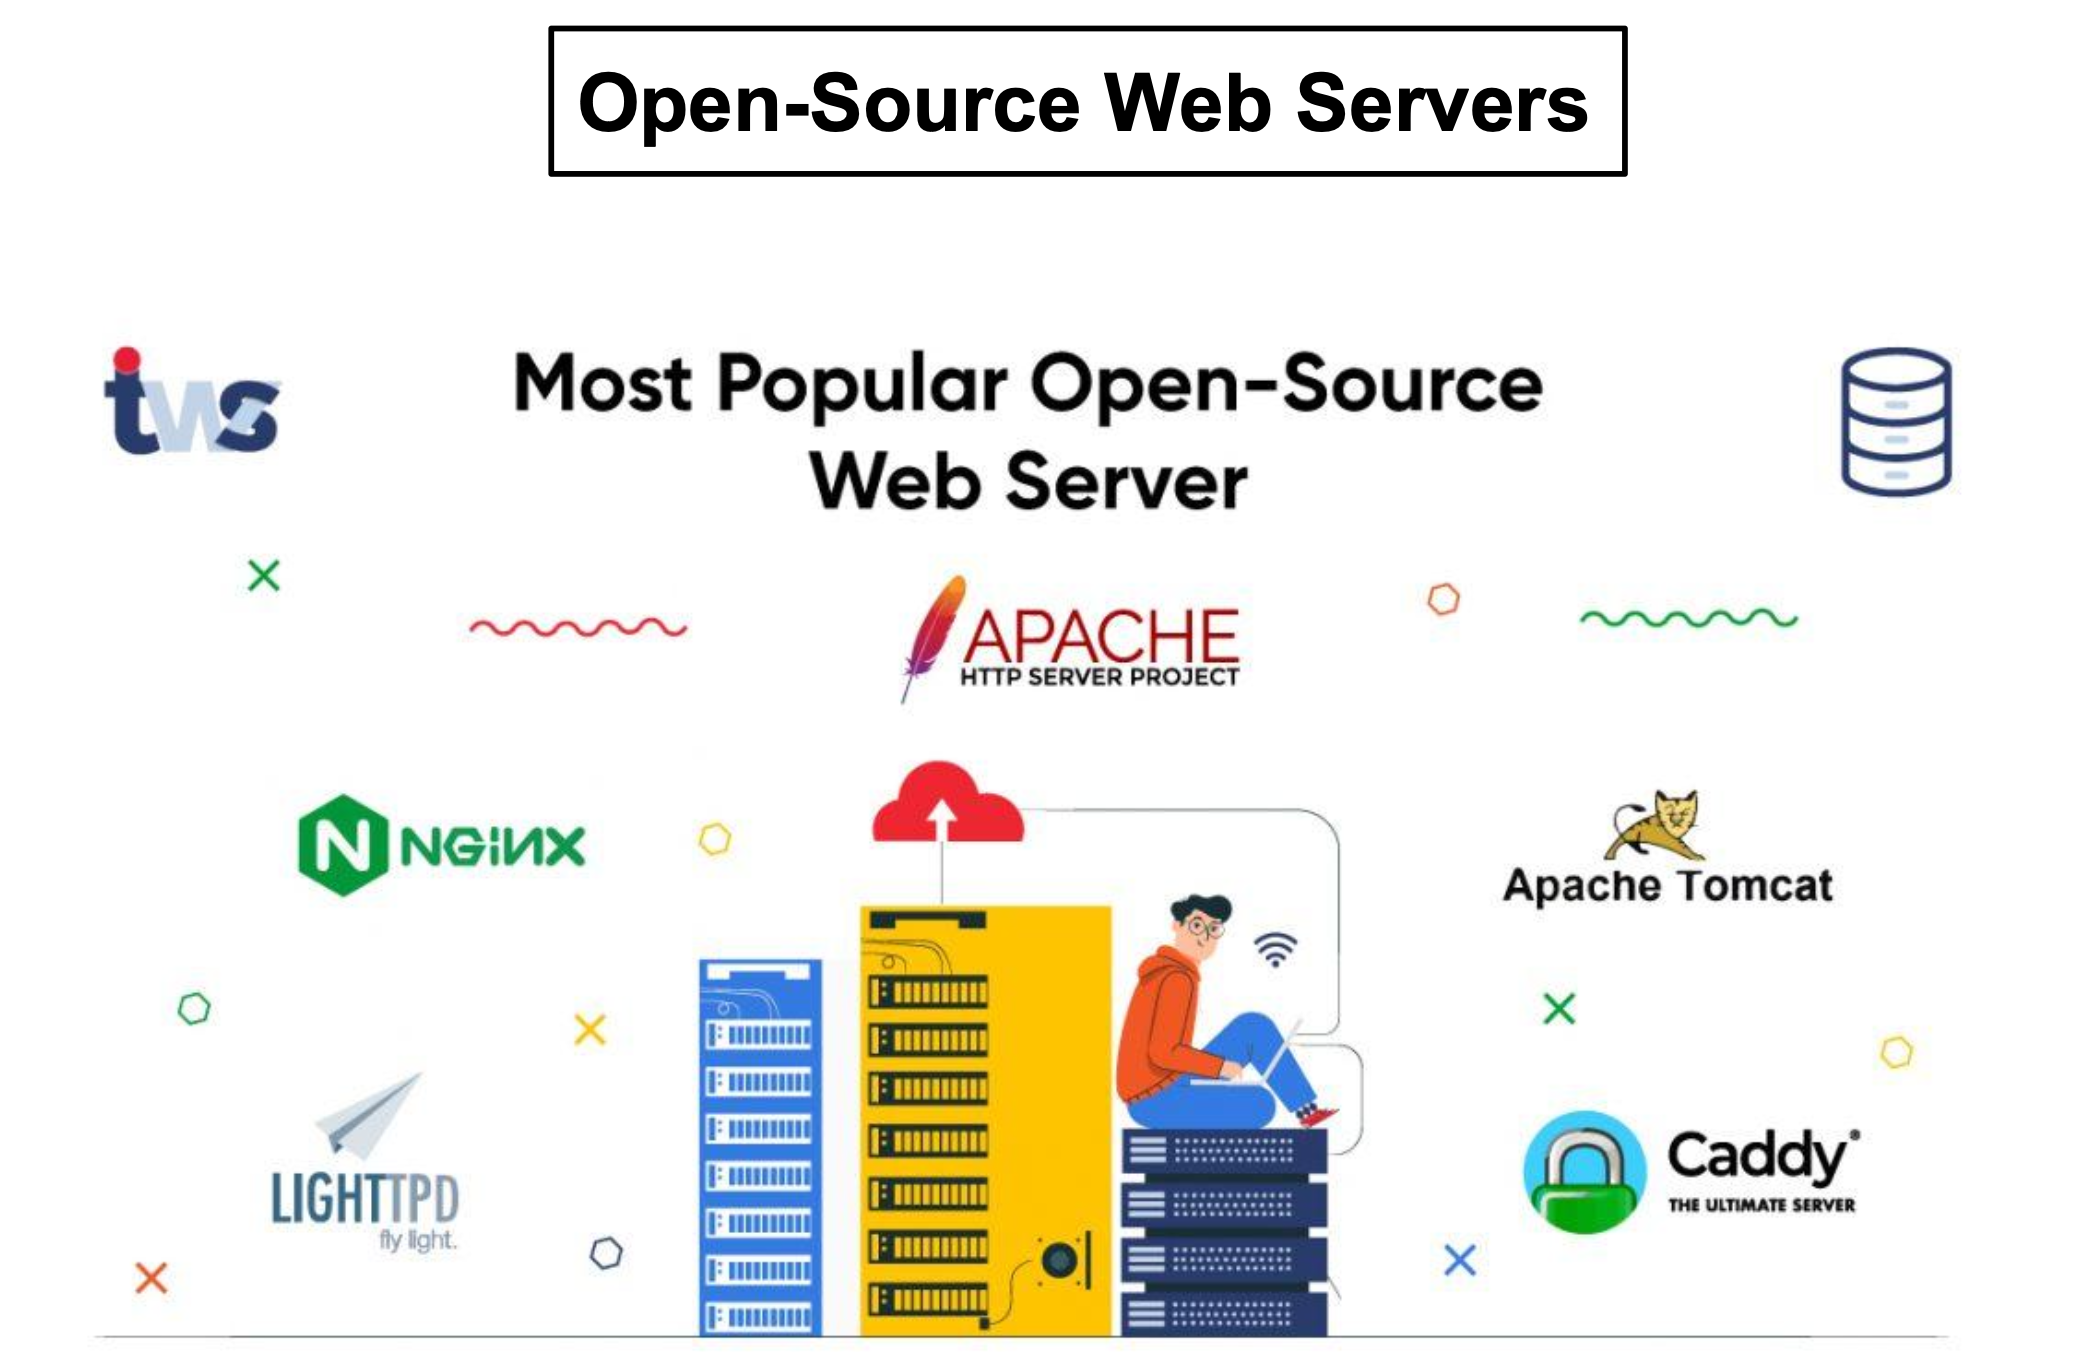 Open-Source Web Servers
tws
Most Popular Open-Source
Web Server
APACHE
HTTP SERVER PROJECT
N NGINX
Apache Tomcat
LIGHTTPD
fly light.
Caddy®
THE ULTIMATE SERVER